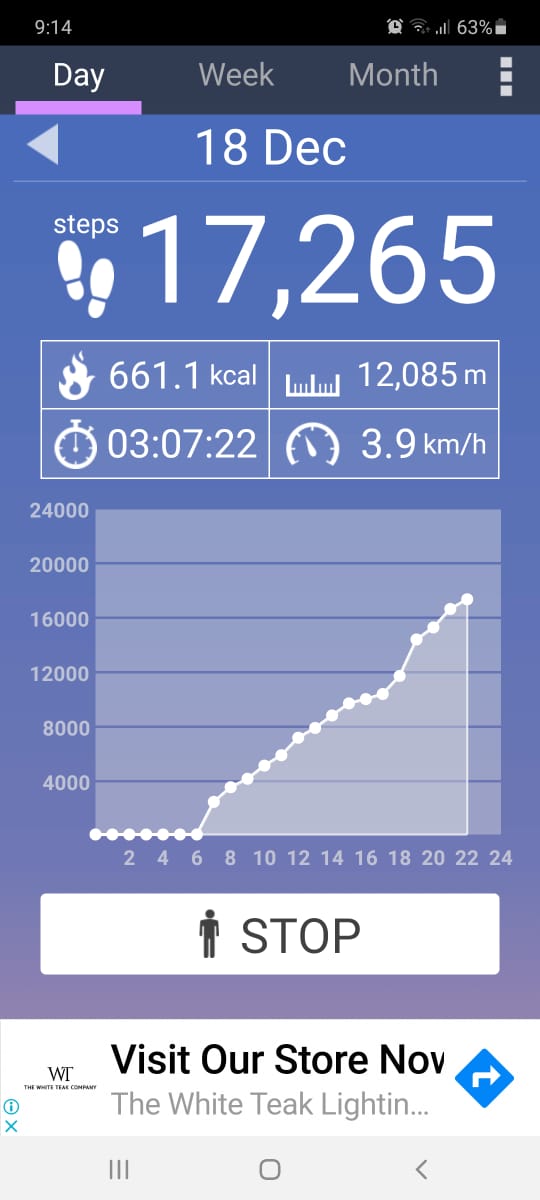 9:14 63%
Day Week Month
18 Dec
steps 17,265
661.1 kcal 12,085 m
03:07:22 3.9 km/h
24000
20000
16000
12000
8000
4000
2 4 6 8 10 12 14 16 18 20 22 24
STOP
Visit Our Store Nov
WT
THE WHITE TEAK COMPANY
The White Teak Lightin...